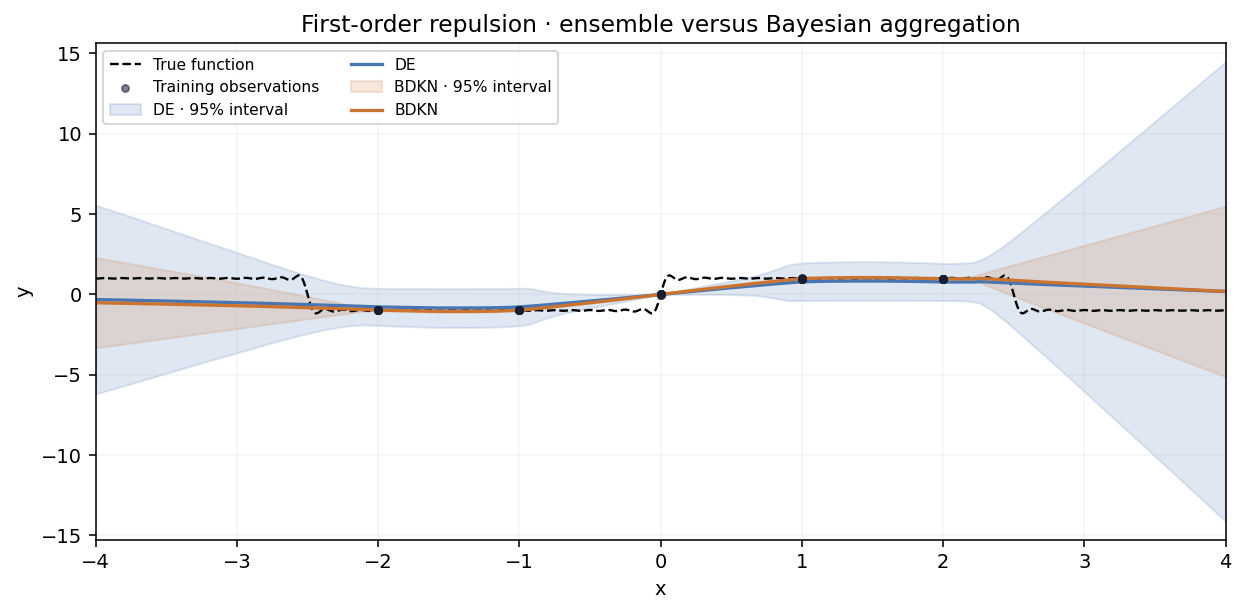 First-order repulsion · ensemble versus Bayesian aggregation
True function
Training observations
DE · 95% interval
DE
BDKN · 95% interval
BDKN
15
10
5
0
−5
−10
−15
y
−4 −3 −2 −1 0 1 2 3 4
x